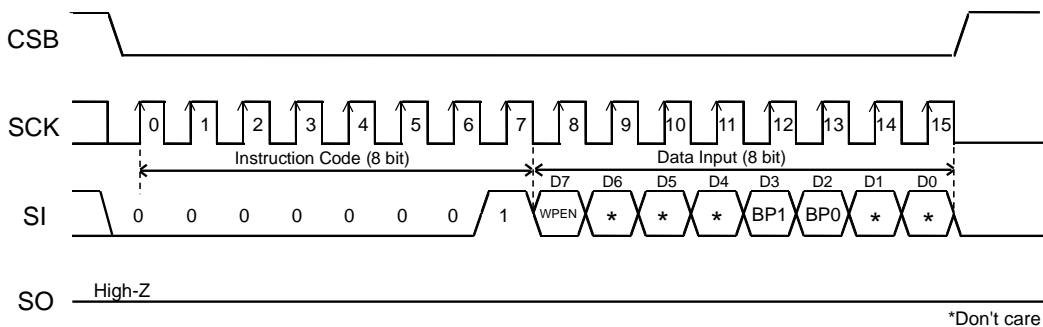 CSB
SCK 0 1 2 3 4 5 6 7 8 9 10 11 12 13 14 15
Instruction Code (8 bit) Data Input (8 bit)
D7 D6 D5 D4 D3 D2 D1 D0
SI 0 0 0 0 0 0 0 1 WPEN * * * BP1 BP0 * *
High-Z
SO
*Don't care